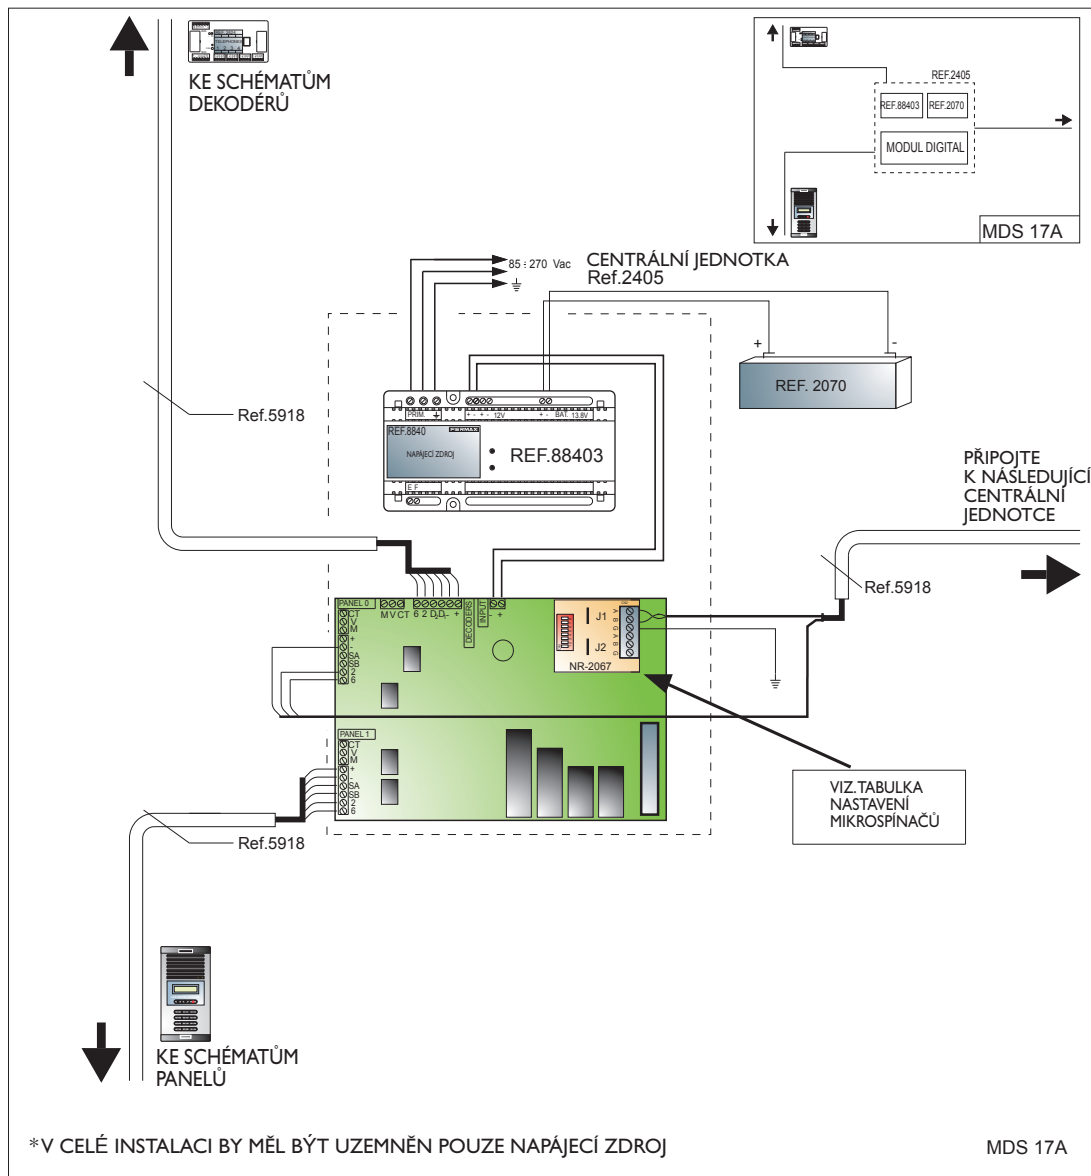 KE SCHÉMATŮM
DEKODÉRŮ
REF.2405
REF.88403
REF.2070
MODUL DIGITAL
MDS 17A
85 ÷ 270 Vac
CENTRÁLNÍ JEDNOTKA
Ref.2405
+ -
REF. 2070
Ref.5918
PRIM.
+ - + - 12V
+ - BAT. 13.8V
REF.8840
FERMAX
NAPÁJECÍ ZDROJ
REF.88403
E F
PŘIPOJTE
K NÁSLEDUJÍCÍ
CENTRÁLNÍ
JEDNOTCE
Ref.5918
PANEL 0
CT
V
M
+
-
SA
SB
2
6
M V CT 6 2 D2 D1 - +
DECODERS
INPUT
- +
J1
J2
A
B
G
A
B
G
NR-2067
PANEL 1
CT
V
M
+
-
SA
SB
2
6
VIZ.TABULKA
NASTAVENÍ
MIKROSPÍNAČŮ
Ref.5918
KE SCHÉMATŮM
PANELŮ
*V CELÉ INSTALACI BY MĚL BÝT UZEMNĚN POUZE NAPÁJECÍ ZDROJ
MDS 17A